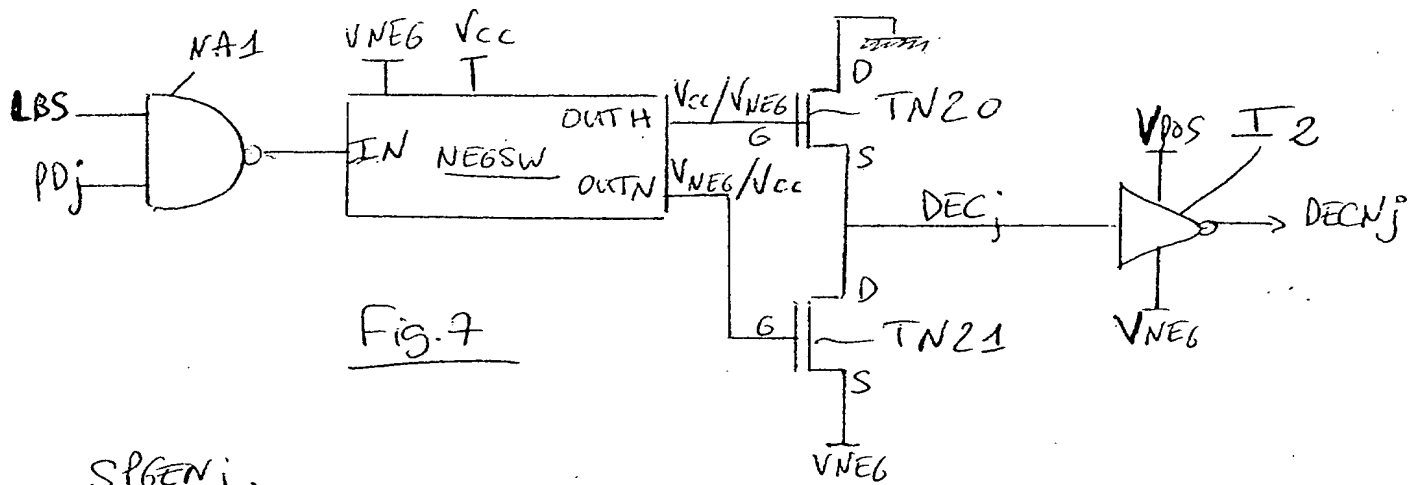 NA1
VNEG
Vcc
LBS
PDj
IN
NEGSW
OUTH
OUTN
Vcc/VNEG
VNEG/Vcc
G
D
S
TN20
DECj
G
D
S
TN21
VNEG
VPOS
I2
DECNj
VNEG
Fig. 7